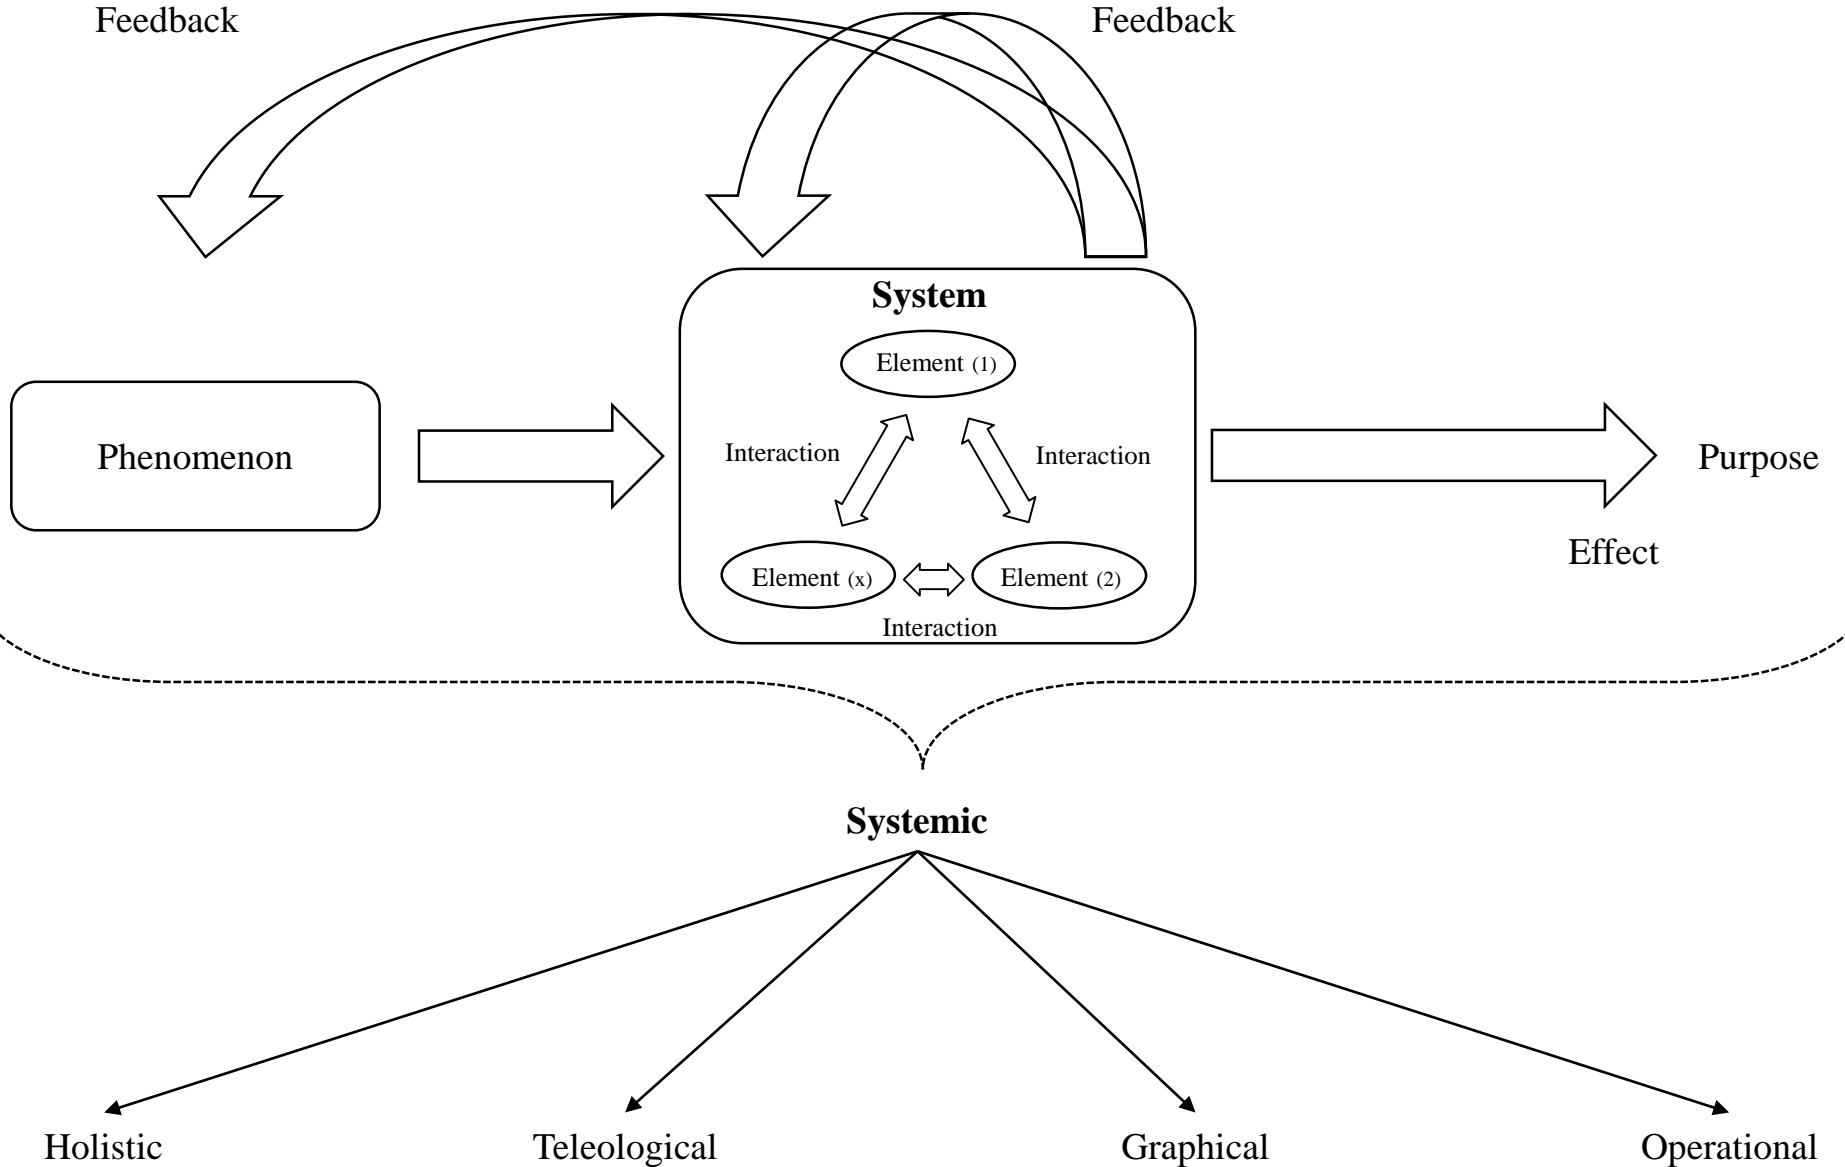 Feedback
Feedback
System
Element (1)
Interaction
Interaction
Phenomenon
Purpose
Effect
Element (x)
Element (2)
Interaction
Systemic
Holistic
Teleological
Graphical
Operational